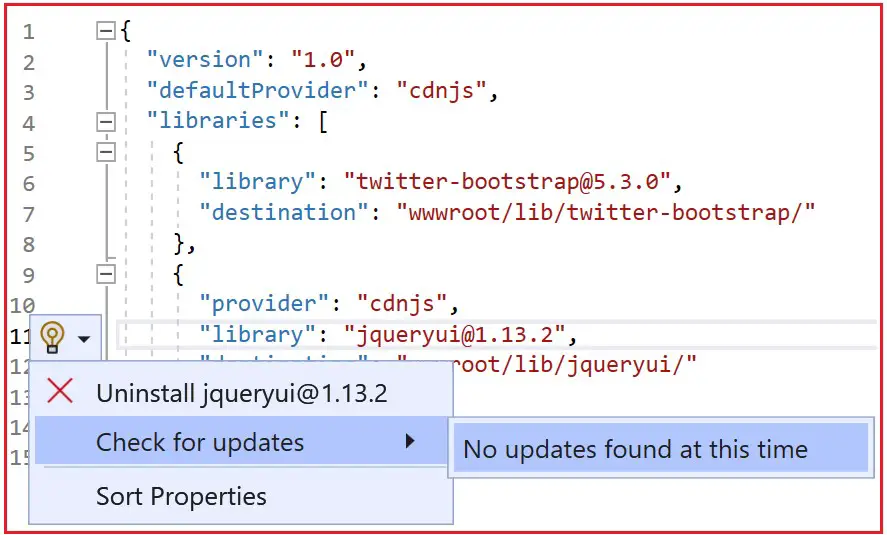 1 {
2 "version": "1.0",
3 "defaultProvider": "cdnjs",
4 "libraries": [
5 {
6 "library": "twitter-bootstrap@5.3.0",
7 "destination": "wwwroot/lib/twitter-bootstrap/"
8 },
9 {
10 "provider": "cdnjs",
11 "library": "jqueryui@1.13.2",
12 root/lib/jqueryui/"
13
Uninstall jqueryui@1.13.2
14
Check for updates
No updates found at this time
15
Sort Properties